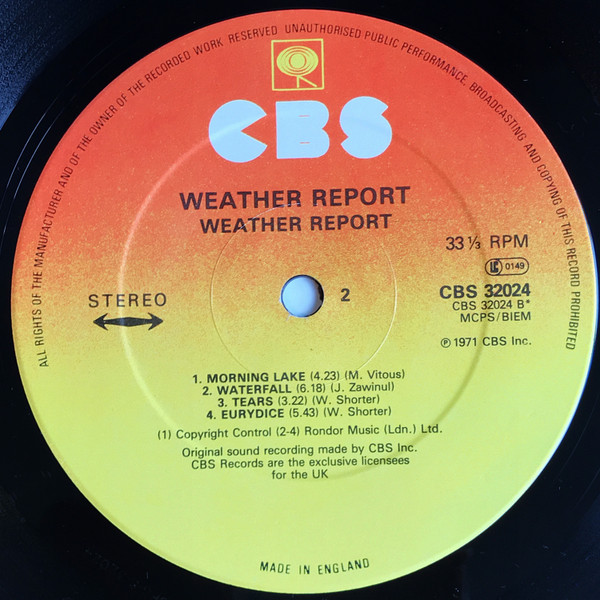 ALL RIGHTS OF THE MANUFACTURER AND OF THE OWNER OF THE RECORDED WORK RESERVED UNAUTHORISED PUBLIC PERFORMANCE, BROADCASTING AND COPYING OF THIS RECORD PROHIBITED
CBS
WEATHER REPORT
WEATHER REPORT
33 1/3 RPM
LC 0149
STEREO
2
CBS 32024
CBS 32024 B*
MCPS/BIEM
℗ 1971 CBS Inc.
1. MORNING LAKE (4.23) (M. Vitous)
2. WATERFALL (6.18) (J. Zawinul)
3. TEARS (3.22) (W. Shorter)
4. EURYDICE (5.43) (W. Shorter)
(1) Copyright Control (2-4) Rondor Music (Ldn.) Ltd.
Original sound recording made by CBS Inc.
CBS Records are the exclusive licensees
for the UK
MADE IN ENGLAND